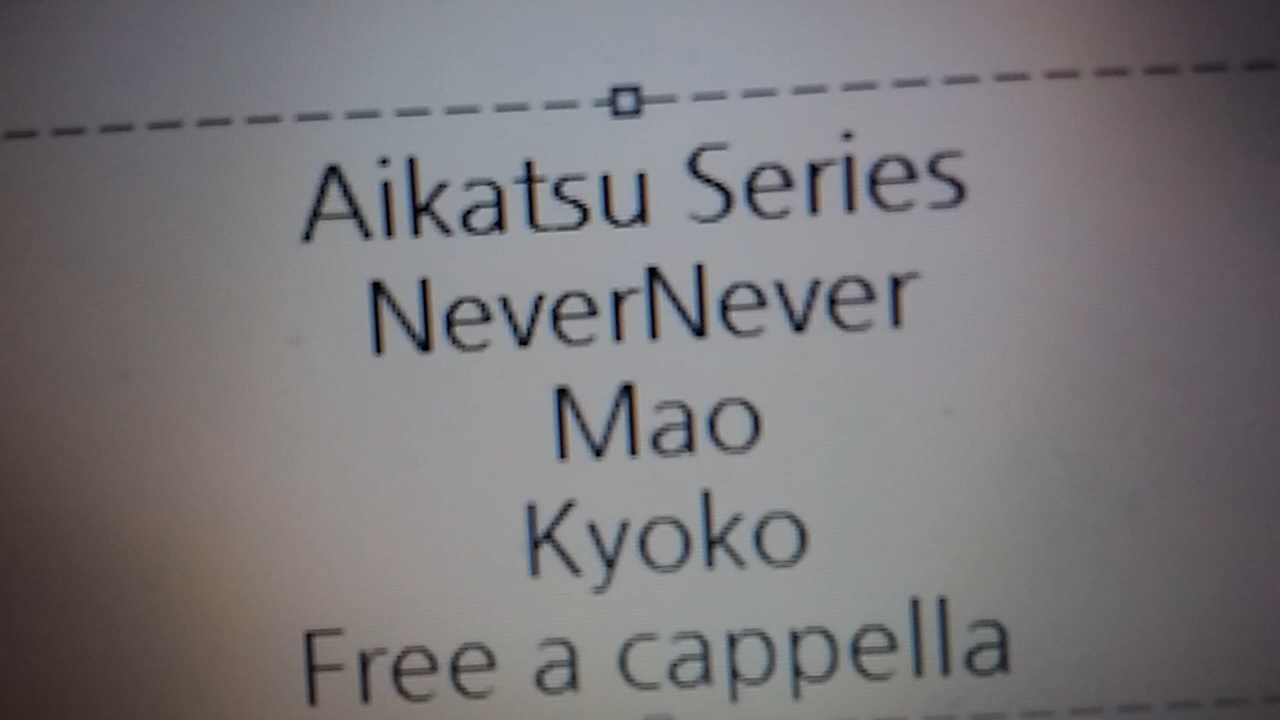 Aikatsu Series
NeverNever
Mao
Kyoko
Free a cappella